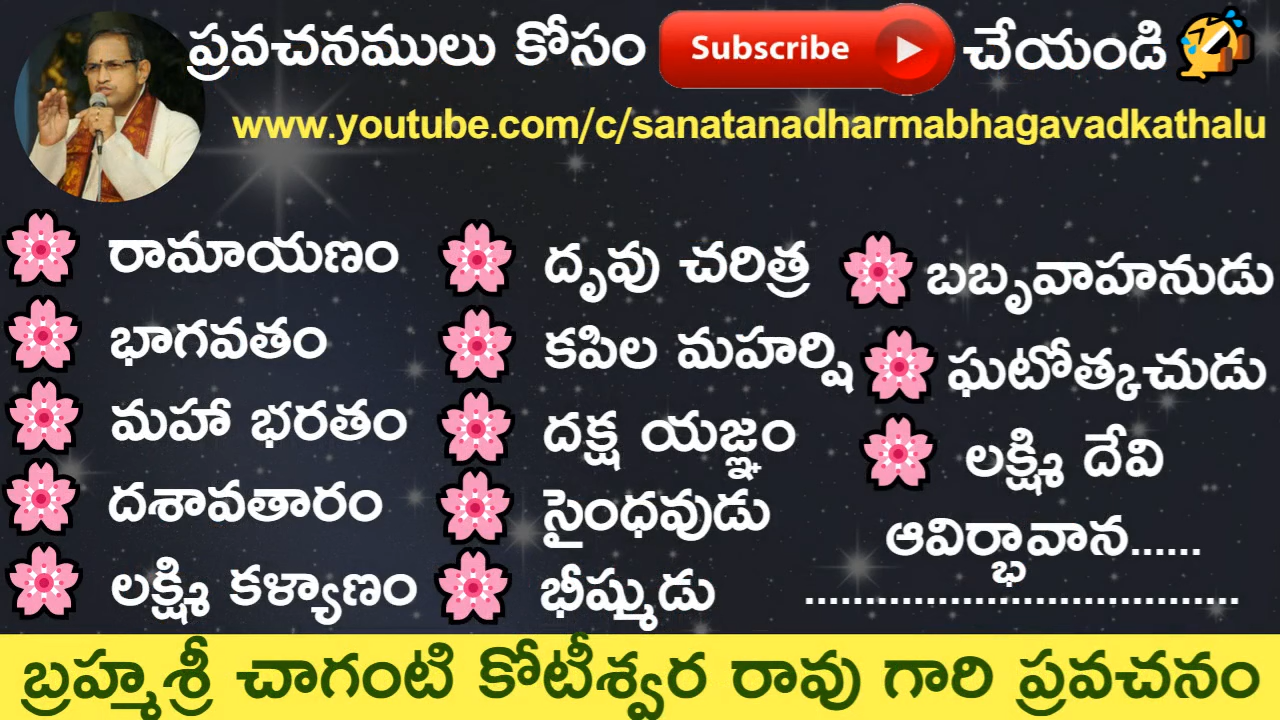 ప్రవచనములు కోసం Subscribe చేయండి
www.youtube.com/c/sanatanadharmabhagavadkathalu
రామాయణం
భాగవతం
మహా భరతం
దశావతారం
లక్ష్మి కళ్యాణం
దృవు చరిత్ర
కపిల మహర్షి
దక్ష యజ్ఞం
సైంధవుడు
భీష్ముడు
బబృవాహనుడు
ఘటోత్కచుడు
లక్ష్మి దేవి
ఆవిర్భావాన......
....................................
బ్రహ్మశ్రీ చాగంటి కోటీశ్వర రావు గారి ప్రవచనం